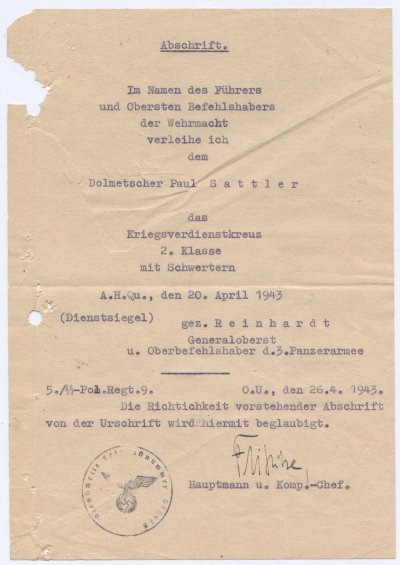 Abschrift.
Im Namen des Führers
und Obersten Befehlshabers
der Wehrmacht
verleihe ich
dem
Dolmetscher Paul Sattler
das
Kriegsverdienstkreuz
2. Klasse
mit Schwertern
A.H.Qu., den 20. April 1943
(Dienstsiegel) gez. Reinhardt
Generaloberst
u. Oberbefehlshaber d.3.Panzerarmee
5./SS-Pol.Regt.9. O.U., den 26.4. 1943.
Die Richtichkeit vorstehender Abschrift
von der Urschrift wird hiermit beglaubigt.
Hauptmann u. Komp.-Chef.